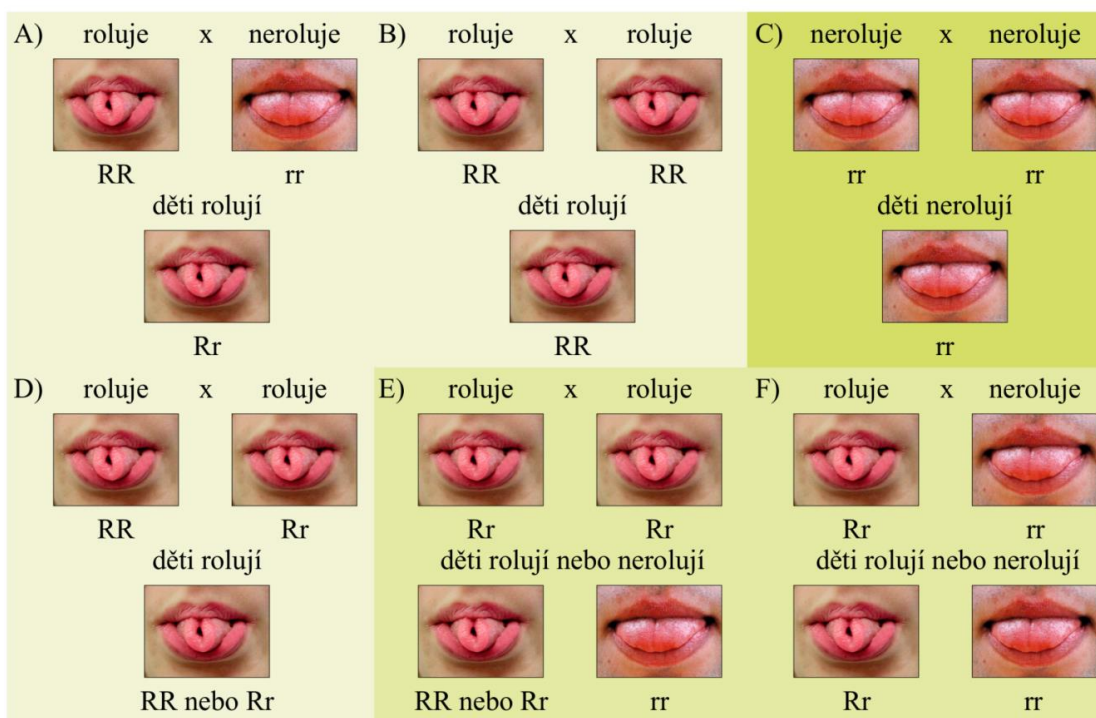 A) roluje x neroluje
RR rr
děti rolují
Rr
B) roluje x roluje
RR RR
děti rolují
RR
C) neroluje x neroluje
rr rr
děti nerolují
rr
D) roluje x roluje
RR Rr
děti rolují
RR nebo Rr
E) roluje x roluje
Rr Rr
děti rolují nebo nerolují
RR nebo Rr rr
F) roluje x neroluje
Rr rr
děti rolují nebo nerolují
Rr rr